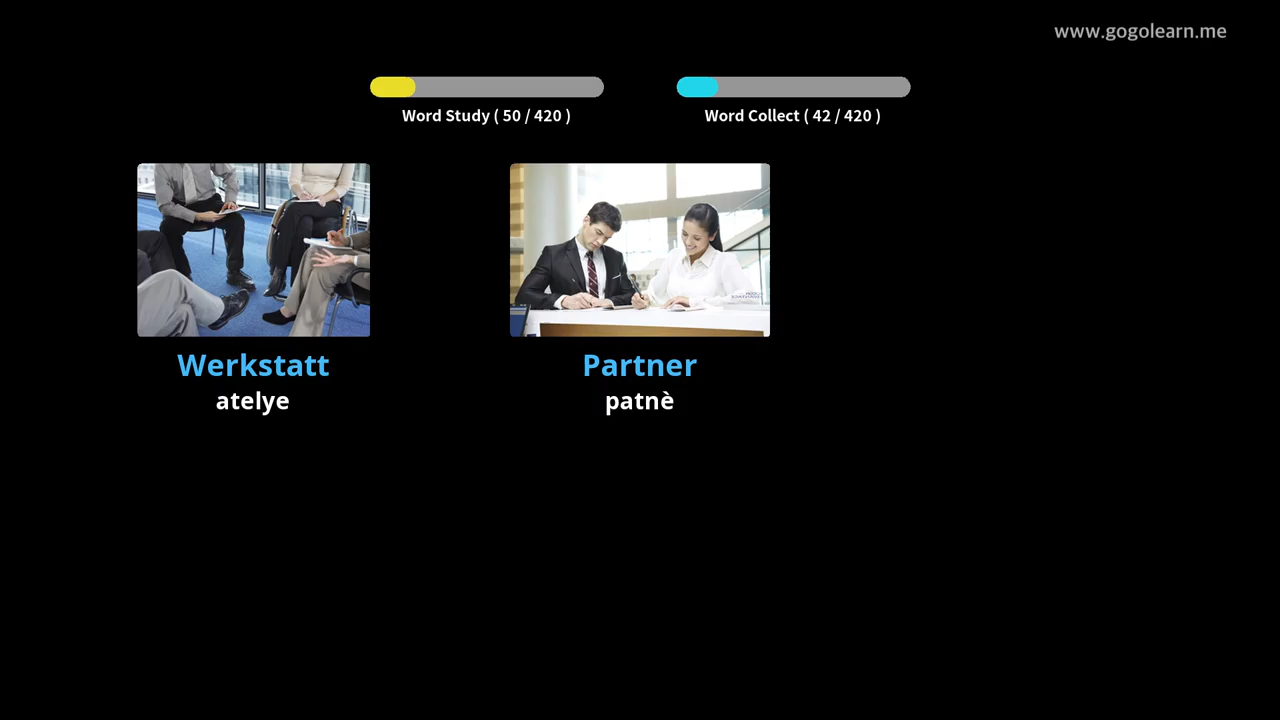 www.gogolearn.me
Word Study ( 50 / 420 )
Word Collect ( 42 / 420 )
Werkstatt
atelye
Partner
patnè